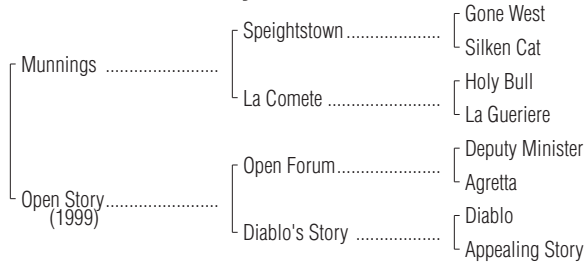 Gone West
Speightstown ....................
Silken Cat
Munnings ........................
Holy Bull
La Comete ........................
La Gueriere
Deputy Minister
Open Forum......................
Agretta
Open Story........................
(1999)
Diablo
Diablo's Story ..................
Appealing Story